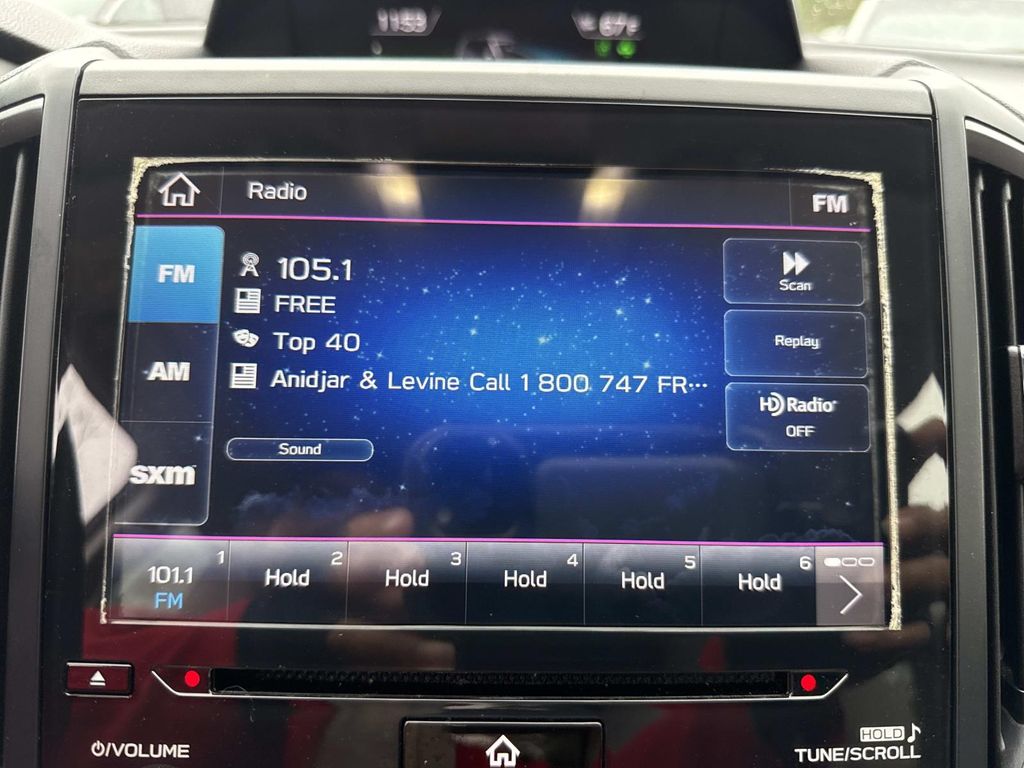 11:53
67°F
Radio
FM
FM
AM
sxm
105.1
FREE
Top 40
Anidjar & Levine Call 1 800 747 FR...
Sound
Scan
Replay
HD Radio
OFF
1
101.1
FM
2
Hold
3
Hold
4
Hold
5
Hold
6
Hold
/VOLUME
HOLD
TUNE/SCROLL